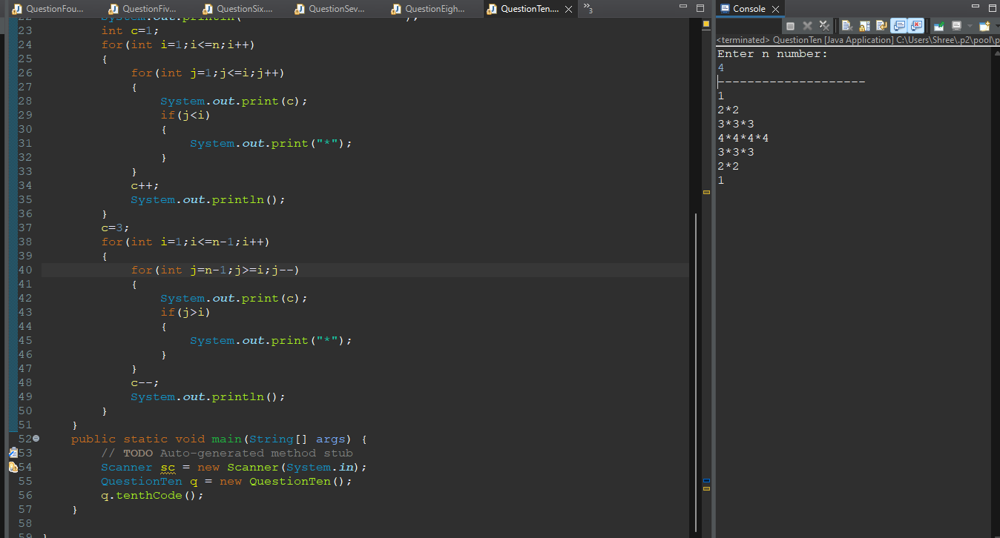 QuestionFou...
QuestionFiv...
QuestionSix....
QuestionSev...
QuestionEigh...
QuestionTen....
3
23 int c=1;
24 for(int i=1;i<=n;i++)
25 {
26 for(int j=1;j<=i;j++)
27 {
28 System.out.print(c);
29 if(j<i)
30 {
31 System.out.print("*");
32 }
33 }
34 c++;
35 System.out.println();
36 }
37 c=3;
38 for(int i=1;i<=n-1;i++)
39 {
40 for(int j=n-1;j>=i;j--)
41 {
42 System.out.print(c);
43 if(j>i)
44 {
45 System.out.print("*");
46 }
47 }
48 c--;
49 System.out.println();
50 }
51 }
52 public static void main(String[] args) {
53 // TODO Auto-generated method stub
54 Scanner sc = new Scanner(System.in);
55 QuestionTen q = new QuestionTen();
56 q.tenthCode();
57 }
58
59 }
Console
<terminated> QuestionTen [Java Application] C:\Users\Shree\.p2\pool\p
Enter n number:
4
--------------------
1
2*2
3*3*3
4*4*4*4
3*3*3
2*2
1